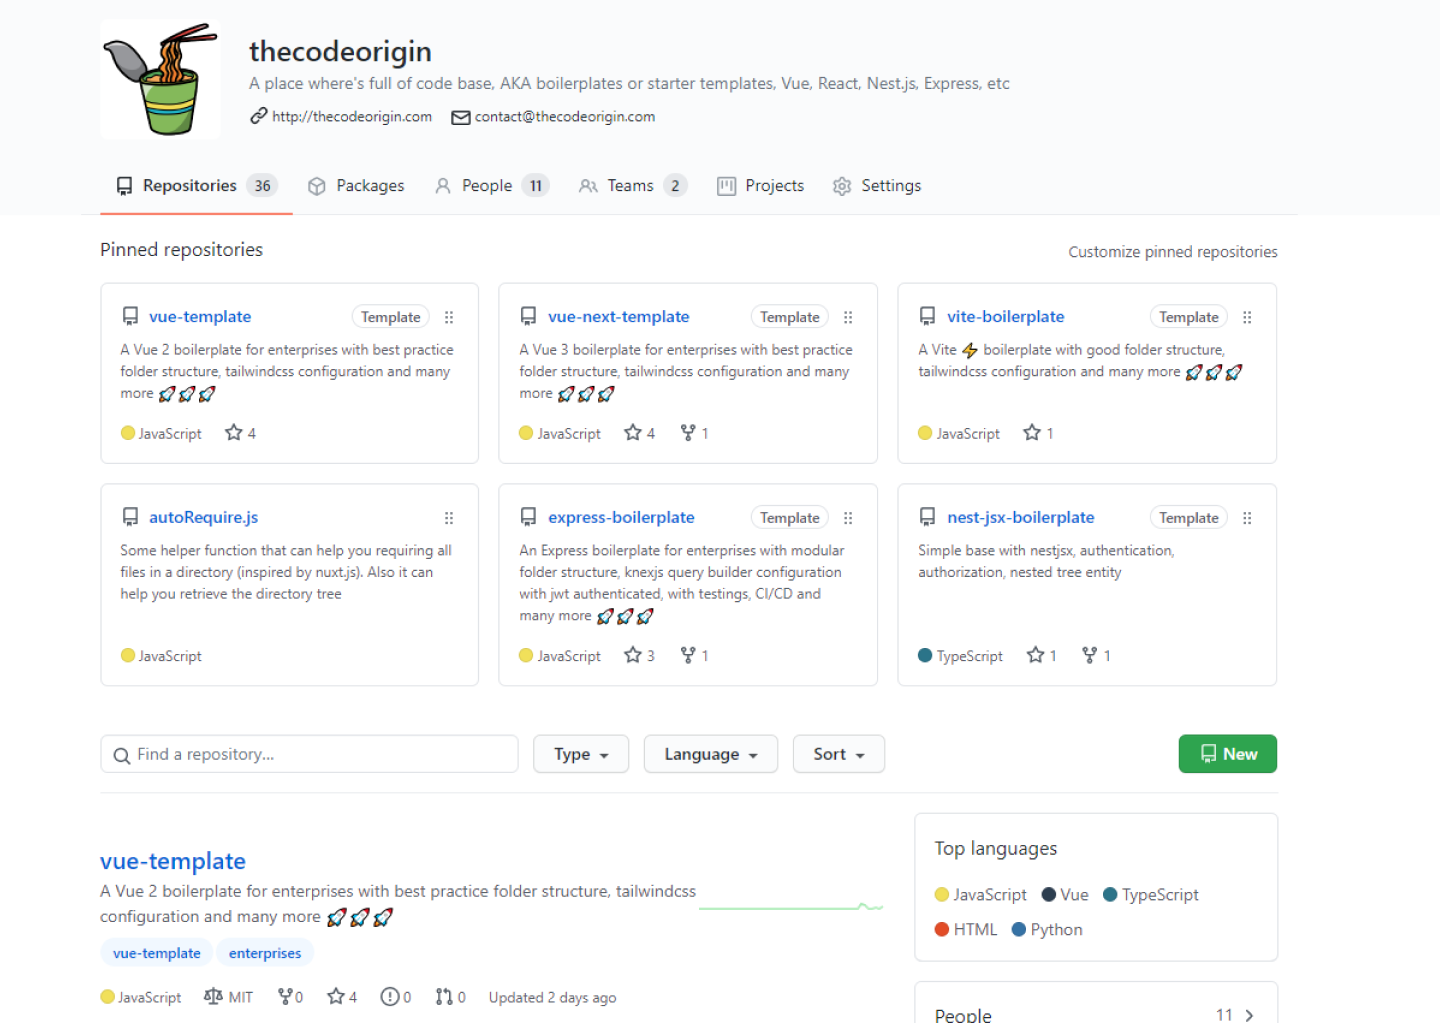 thecodeorigin
A place where's full of code base, AKA boilerplates or starter templates, Vue, React, Nest.js, Express, etc
http://thecodeorigin.com contact@thecodeorigin.com
Repositories 36 Packages People 11 Teams 2 Projects Settings
Pinned repositories Customize pinned repositories
vue-template Template
A Vue 2 boilerplate for enterprises with best practice
folder structure, tailwindcss configuration and many
more 🚀🚀🚀
JavaScript 4
vue-next-template Template
A Vue 3 boilerplate for enterprises with best practice
folder structure, tailwindcss configuration and many
more 🚀🚀🚀
JavaScript 4 1
vite-boilerplate Template
A Vite ⚡ boilerplate with good folder structure,
tailwindcss configuration and many more 🚀🚀🚀
JavaScript 1
autoRequire.js
Some helper function that can help you requiring all
files in a directory (inspired by nuxt.js). Also it can
help you retrieve the directory tree
JavaScript
express-boilerplate Template
An Express boilerplate for enterprises with modular
folder structure, knexjs query builder configuration
with jwt authenticated, with testings, CI/CD and
many more 🚀🚀🚀
JavaScript 3 1
nest-jsx-boilerplate Template
Simple base with nestjsx, authentication,
authorization, nested tree entity
TypeScript 1 1
Find a repository... Type Language Sort New
vue-template
A Vue 2 boilerplate for enterprises with best practice folder structure, tailwindcss
configuration and many more 🚀🚀🚀
vue-template enterprises
JavaScript MIT 0 4 0 0 Updated 2 days ago
Top languages
JavaScript Vue TypeScript
HTML Python
People 11